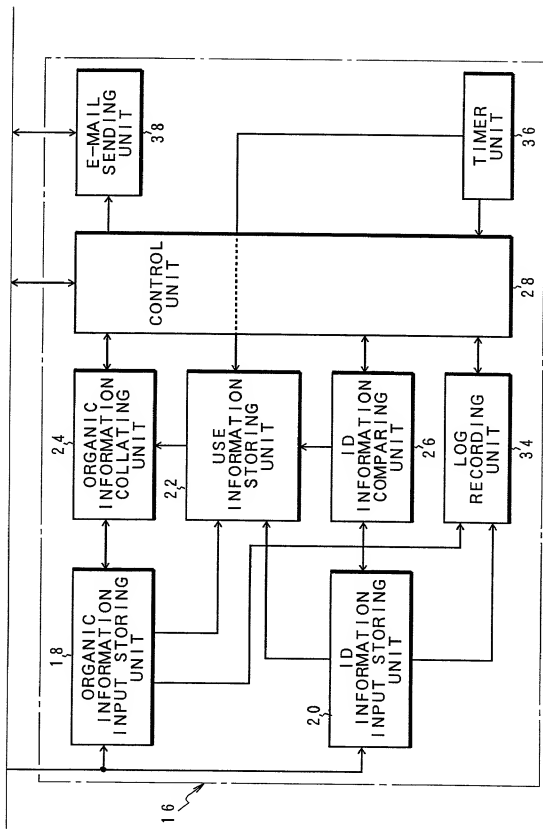 16
18
ORGANIC
INFORMATION
INPUT STORING
UNIT
24
ORGANIC
INFORMATION
COLLATING
UNIT
22
USE
INFORMATION
STORING
UNIT
20
ID
INFORMATION
INPUT STORING
UNIT
ID
INFORMATION
COMPARING
UNIT
26
LOG
RECORDING
UNIT
34
CONTROL
UNIT
28
E-MAIL
SENDING
UNIT
38
TIMER
UNIT
36